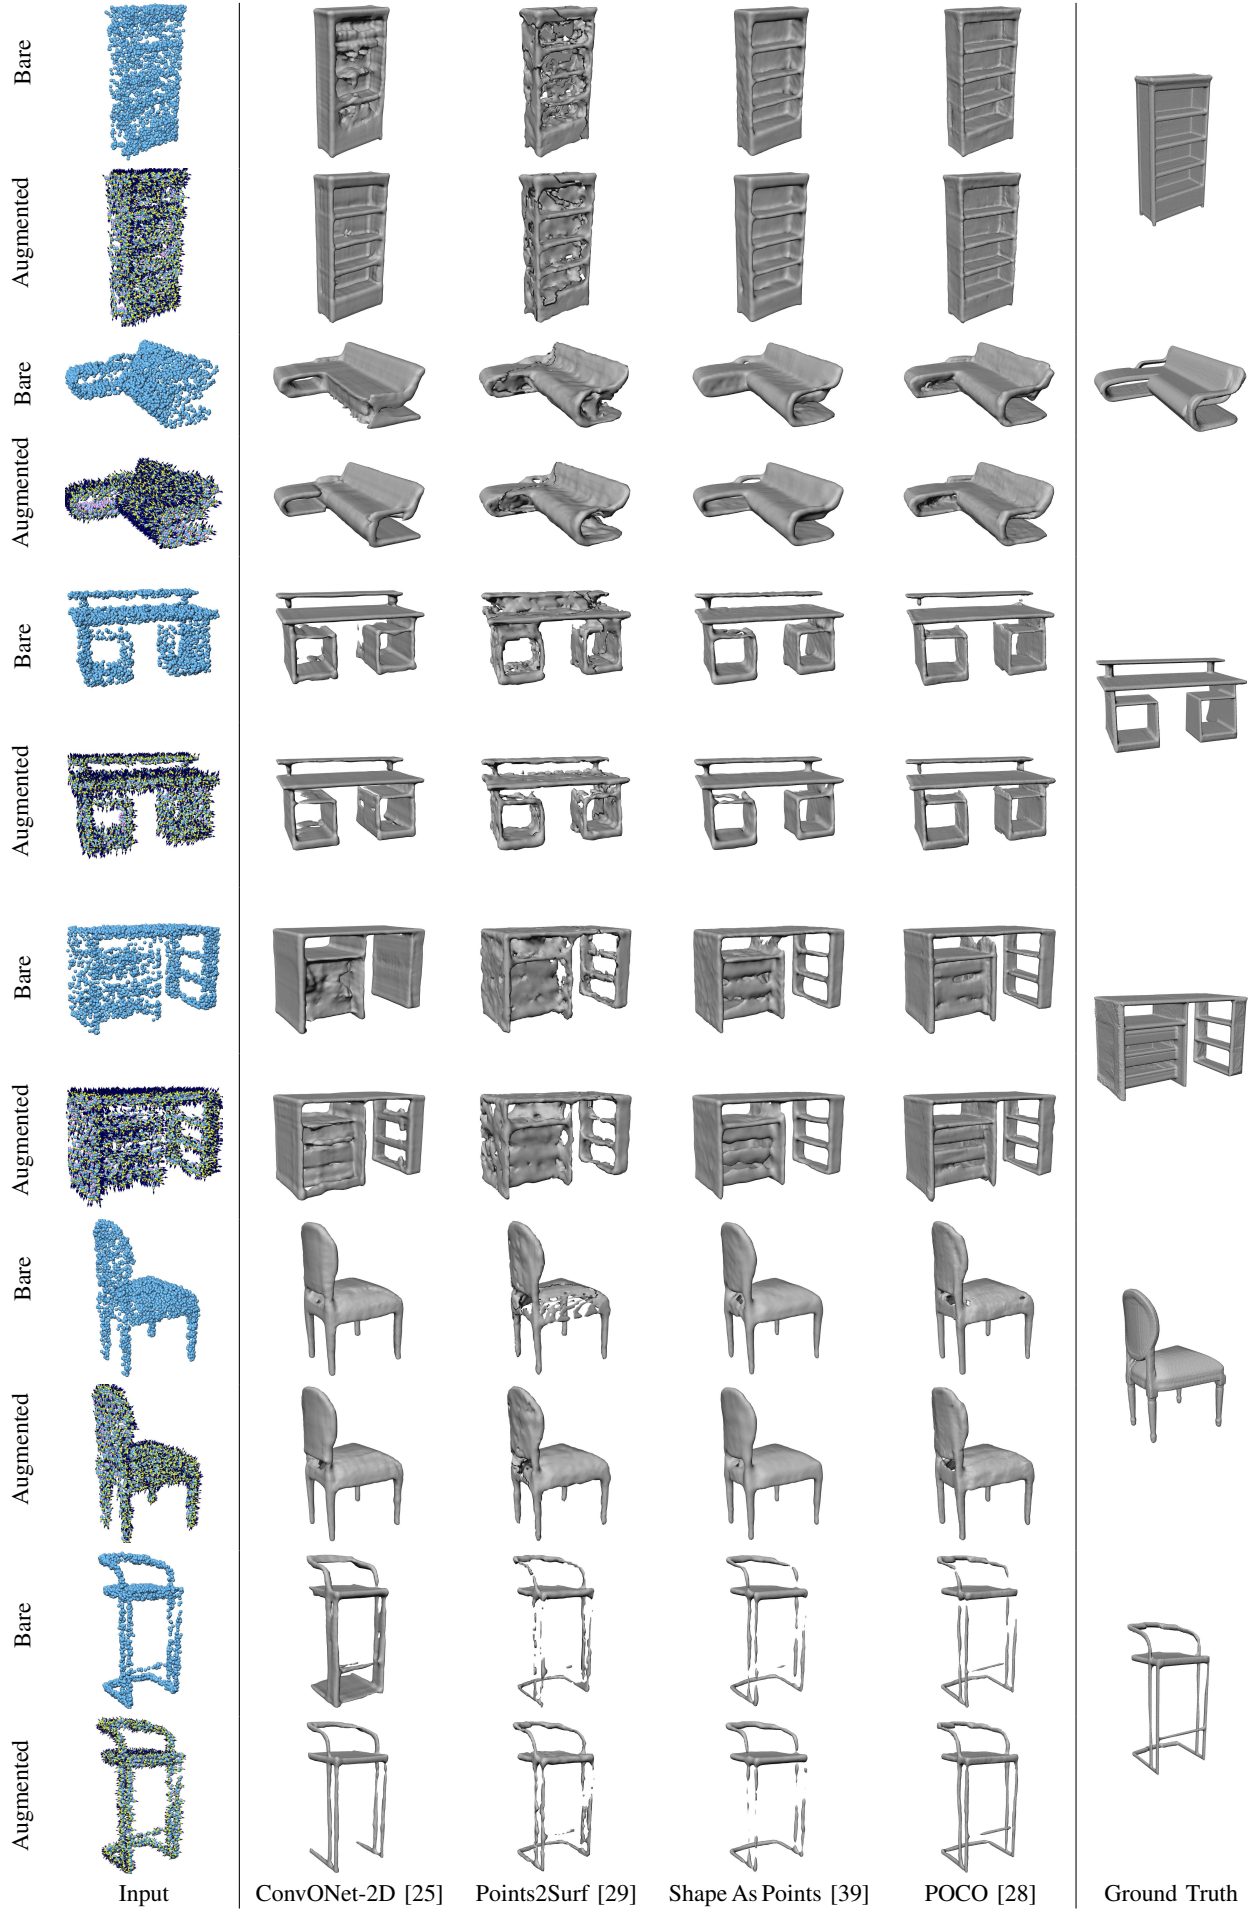 Bare
Augmented
Bare
Augmented
Bare
Augmented
Bare
Augmented
Bare
Augmented
Bare
Augmented
Input ConvONet-2D [25] Points2Surf [29] Shape As Points [39] POCO [28] Ground Truth